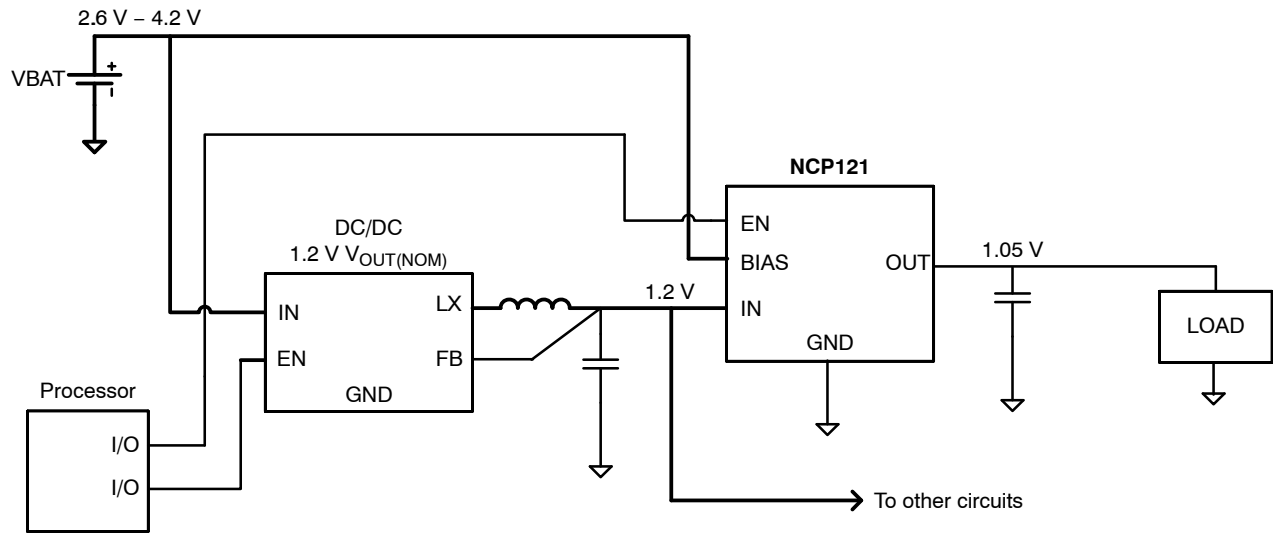 2.6 V – 4.2 V
VBAT
+
NCP121
EN
BIAS
OUT
1.05 V
DC/DC
1.2 V VOUT(NOM)
LX
1.2 V
IN
IN
GND
LOAD
EN
FB
GND
Processor
I/O
I/O
To other circuits